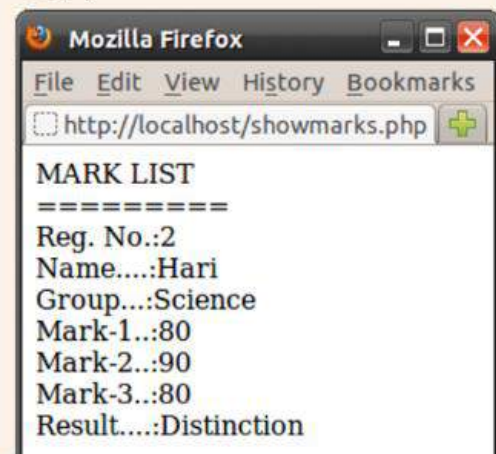 Mozilla Firefox
File Edit View History Bookmarks
http://localhost/showmarks.php
MARK LIST
=========
Reg. No.:2
Name....:Hari
Group...:Science
Mark-1..:80
Mark-2..:90
Mark-3..:80
Result....:Distinction